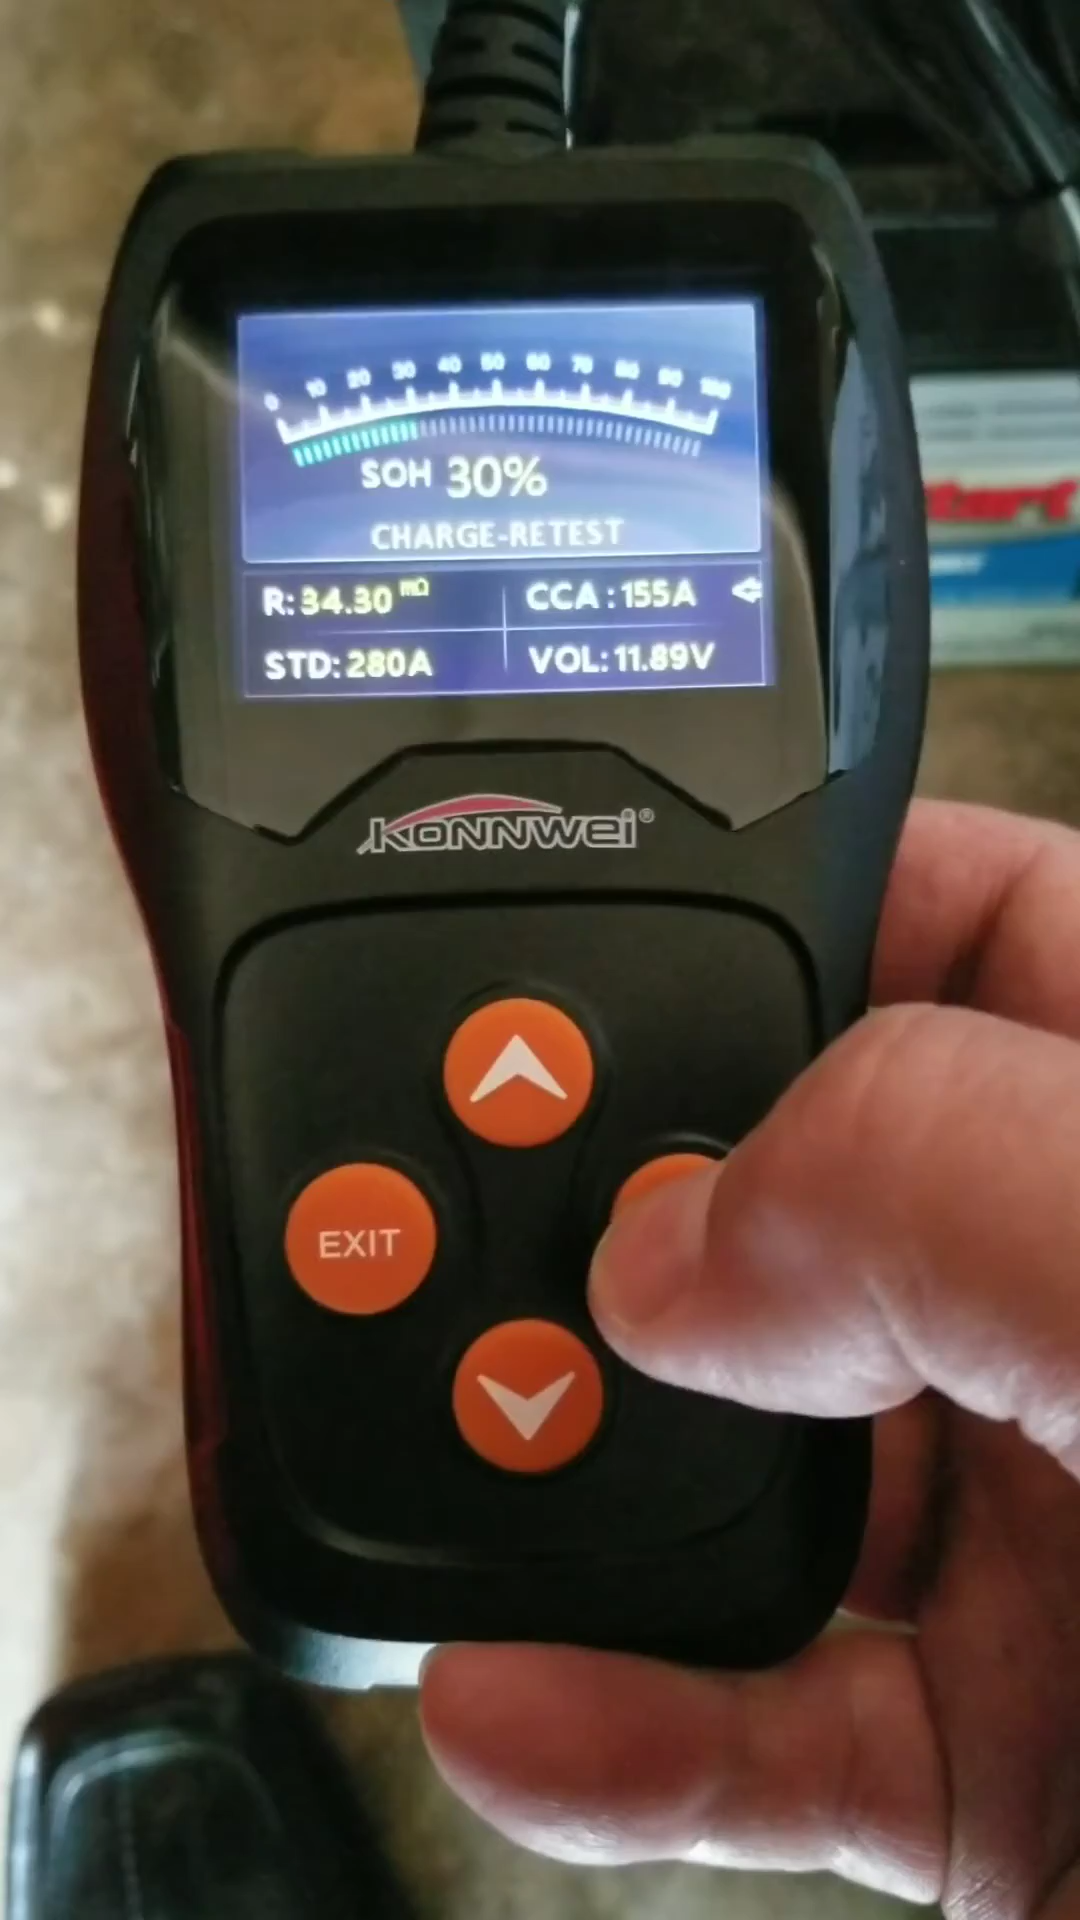 0 10 20 30 40 50 60 70 80 90 100
SOH 30%
CHARGE-RETEST
R: 34.30 mΩ CCA: 155A
STD: 280A VOL: 11.89V
KONNWEI®
EXIT